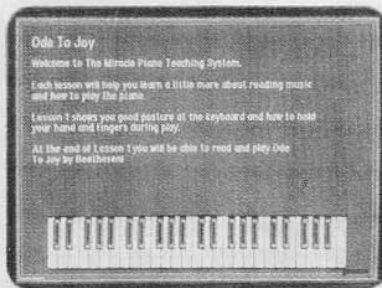 Ode To Joy
Welcome to The Miracle Piano Teaching System.
Each lesson will help you learn a little more about reading music
and how to play the piano.
Lesson 1 shows you good posture at the keyboard and how to hold
your hand and fingers during play.
At the end of Lesson 1 you will be able to read and play Ode
To Joy by Beethoven!